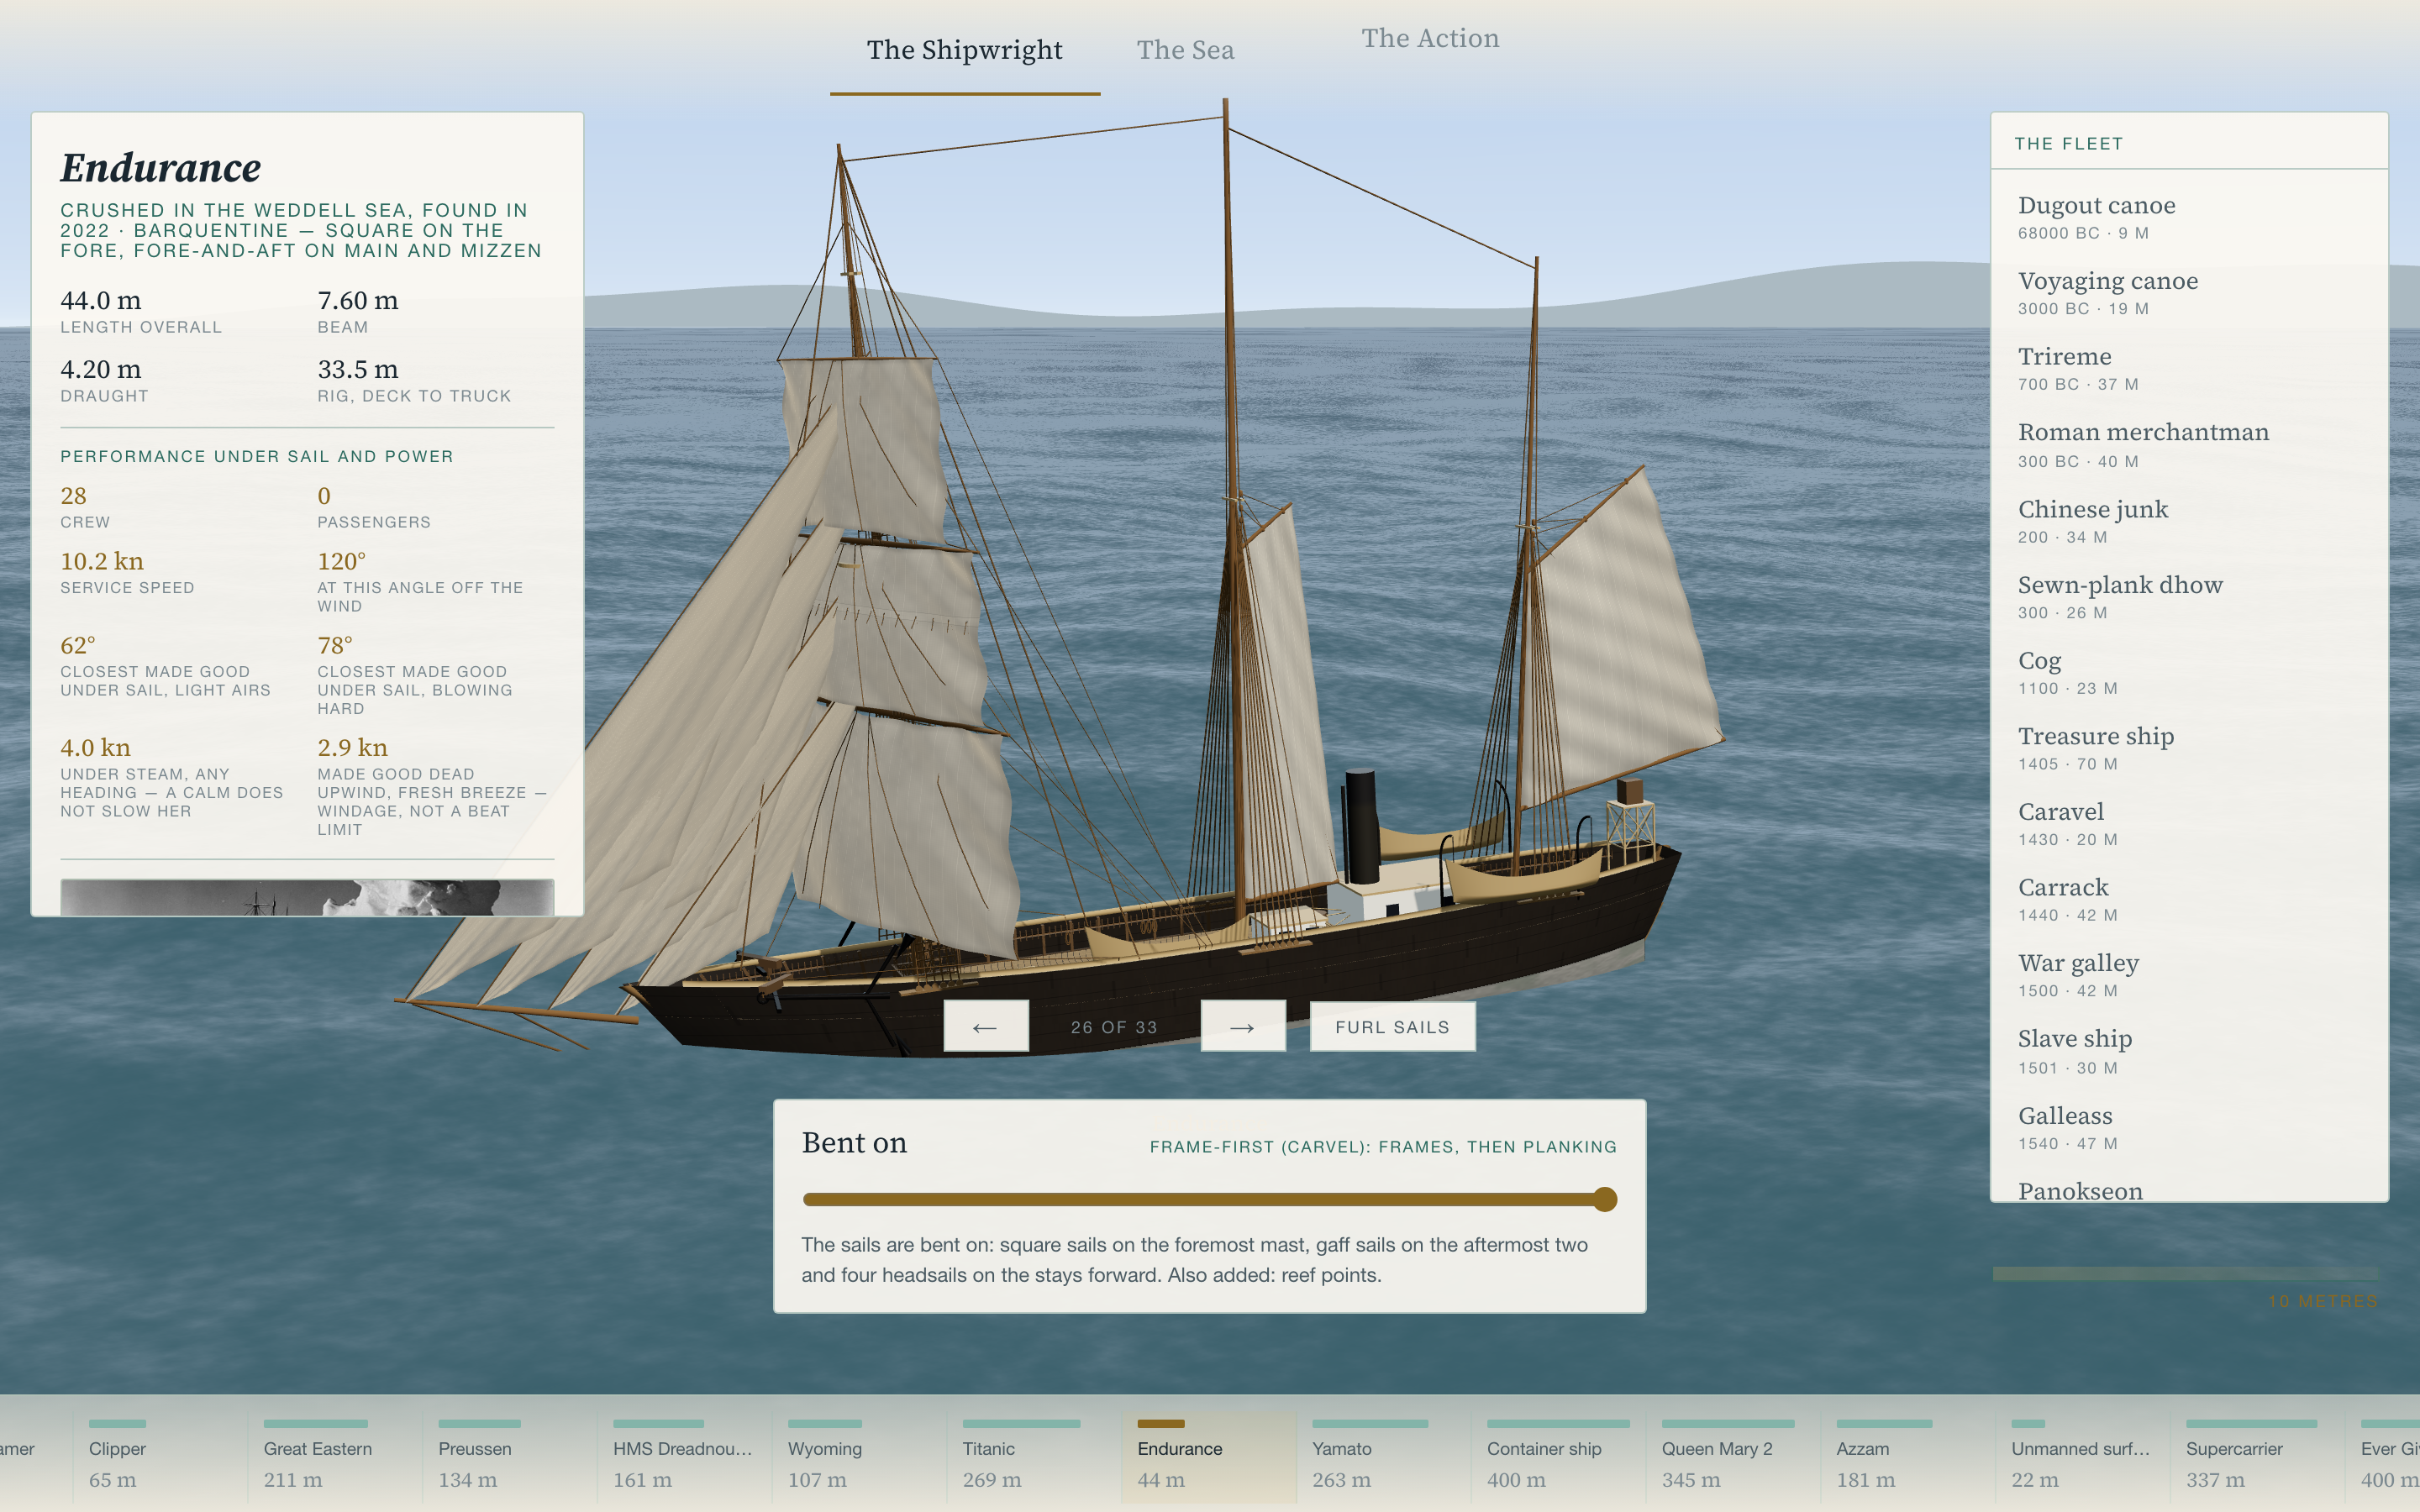 The Shipwright
The Sea
The Action
Endurance
CRUSHED IN THE WEDDELL SEA, FOUND IN
2022 · BARQUENTINE — SQUARE ON THE
FORE, FORE-AND-AFT ON MAIN AND MIZZEN
44.0 m
LENGTH OVERALL
7.60 m
BEAM
4.20 m
DRAUGHT
33.5 m
RIG, DECK TO TRUCK
PERFORMANCE UNDER SAIL AND POWER
28
CREW
0
PASSENGERS
10.2 kn
SERVICE SPEED
120°
AT THIS ANGLE OFF THE
WIND
62°
CLOSEST MADE GOOD
UNDER SAIL, LIGHT AIRS
78°
CLOSEST MADE GOOD
UNDER SAIL, BLOWING
HARD
4.0 kn
UNDER STEAM, ANY
HEADING — A CALM DOES
NOT SLOW HER
2.9 kn
MADE GOOD DEAD
UPWIND, FRESH BREEZE —
WINDAGE, NOT A BEAT
LIMIT
THE FLEET
Dugout canoe
68000 BC · 9 M
Voyaging canoe
3000 BC · 19 M
Trireme
700 BC · 37 M
Roman merchantman
300 BC · 40 M
Chinese junk
200 · 34 M
Sewn-plank dhow
300 · 26 M
Cog
1100 · 23 M
Treasure ship
1405 · 70 M
Caravel
1430 · 20 M
Carrack
1440 · 42 M
War galley
1500 · 42 M
Slave ship
1501 · 30 M
Galleass
1540 · 47 M
Panokseon
←
26 OF 33
→
FURL SAILS
Bent on
FRAME-FIRST (CARVEL): FRAMES, THEN PLANKING
The sails are bent on: square sails on the foremost mast, gaff sails on the aftermost two
and four headsails on the stays forward. Also added: reef points.
10 METRES
amer
Clipper
65 m
Great Eastern
211 m
Preussen
134 m
HMS Dreadnou…
161 m
Wyoming
107 m
Titanic
269 m
Endurance
44 m
Yamato
263 m
Container ship
400 m
Queen Mary 2
345 m
Azzam
181 m
Unmanned surf…
22 m
Supercarrier
337 m
Ever Gi
400 m